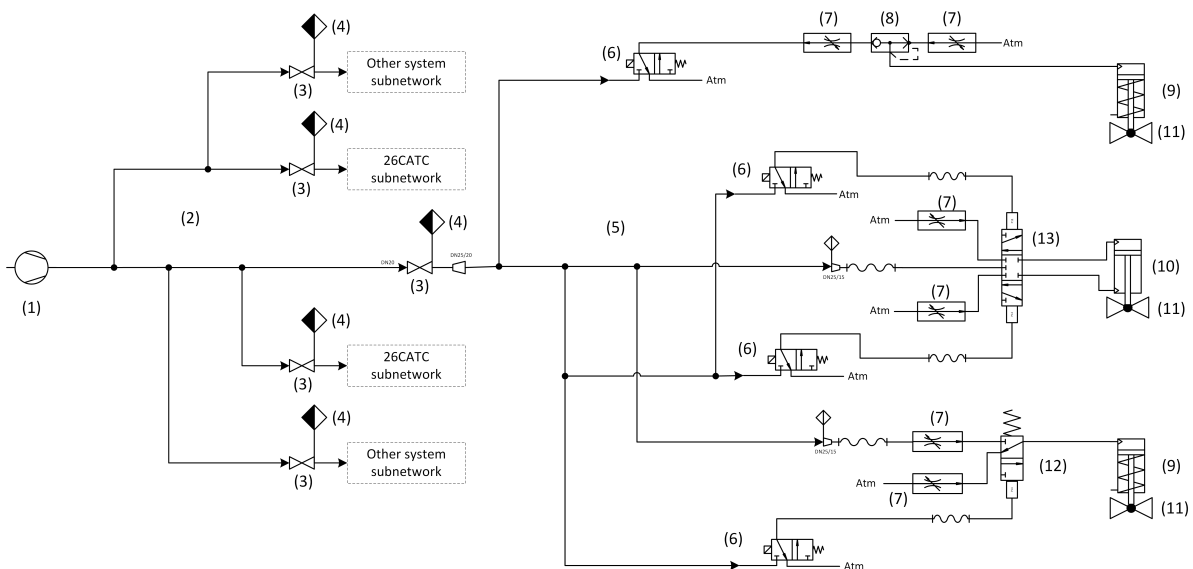 (4)
Other system
subnetwork
(3)
(4)
26CATC
subnetwork
(3)
(2)
(4)
DN20
DN25/20
(3)
(1)
(4)
26CATC
subnetwork
(3)
(4)
Other system
subnetwork
(3)
(5)
(7)
(8)
(7)
(6)
Atm
Atm
(9)
(11)
(6)
Atm
(7)
Atm
(13)
DN25/15
(10)
(7)
Atm
(11)
(6)
Atm
(7)
DN25/15
(9)
(12)
Atm
(7)
(11)
(6)
Atm